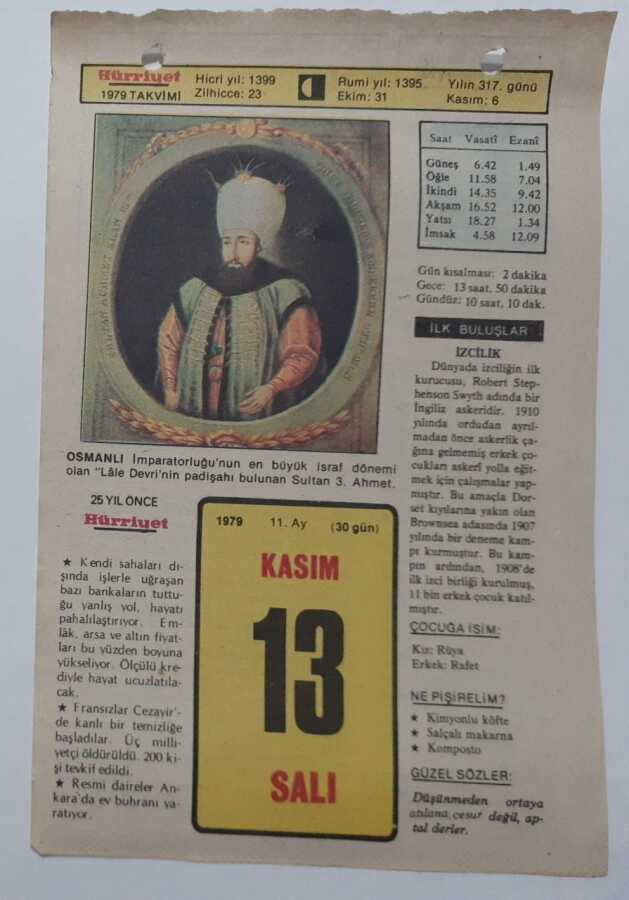 Hürriyet
1979 TAKVİMİ
Hicri yıl: 1399
Zilhicce: 23
Rumi yıl: 1395
Ekim: 31
Yılın 317. günü
Kasım: 6
OSMANLI İmparatorluğu'nun en büyük israf dönemi
olan "Lâle Devri'nin padişahı bulunan Sultan 3. Ahmet.
25 YIL ÖNCE
Hürriyet
★ Kendi sahaları dı-
şında işlerle uğraşan
bazı bankaların tuttu-
ğu yanlış yol, hayatı
pahalılaştırıyor. Em-
lâk, arsa ve altın fiyat-
ları bu yüzden boyuna
yükseliyor. Ölçülü kre-
diyle hayat ucuzlatıla-
cak.
★ Fransızlar Cezayir'-
de kanlı bir temizliğe
başladılar. Üç milli-
yetçi öldürüldü. 200 ki-
şi tevkif edildi.
★ Resmi daireler An-
kara'da ev buhranı ya-
ratıyor.
1979 11. Ay (30 gün)
KASIM
13
SALI
Saat Vasatî Ezanî
Güneş 6.42 1.49
Öğle 11.58 7.04
İkindi 14.35 9.42
Akşam 16.52 12.00
Yatsı 18.27 1.34
İmsak 4.58 12.09
Gün kısalması: 2 dakika
Gece: 13 saat, 50 dakika
Gündüz: 10 saat, 10 dak.
İLK BULUŞLAR
İZCİLİK
Dünyada izciliğin ilk
kurucusu, Robert Step-
henson Swyth adında bir
İngiliz askeridir. 1910
yılında ordudan ayrıl-
madan önce askerlik ça-
ğına gelmemiş erkek ço-
cukları askerî yolla eğit-
mek için çalışmalar yap-
mıştır. Bu amaçla Dor-
set kıyılarına yakın olan
Brownsea adasında 1907
yılında bir deneme kam-
pı kurmuştur. Bu kam-
pın ardından, 1908'de
ilk izci birliği kurulmuş,
11 bin erkek çocuk katıl-
mıştır.
ÇOCUĞA İSİM:
Kız: Rüya
Erkek: Rafet
NE PİŞİRELİM?
★ Kimyonlu köfte
★ Salçalı makarna
★ Komposto
GÜZEL SÖZLER:
Düşünmeden ortaya
atılana, cesur değil, ap-
tal derler.